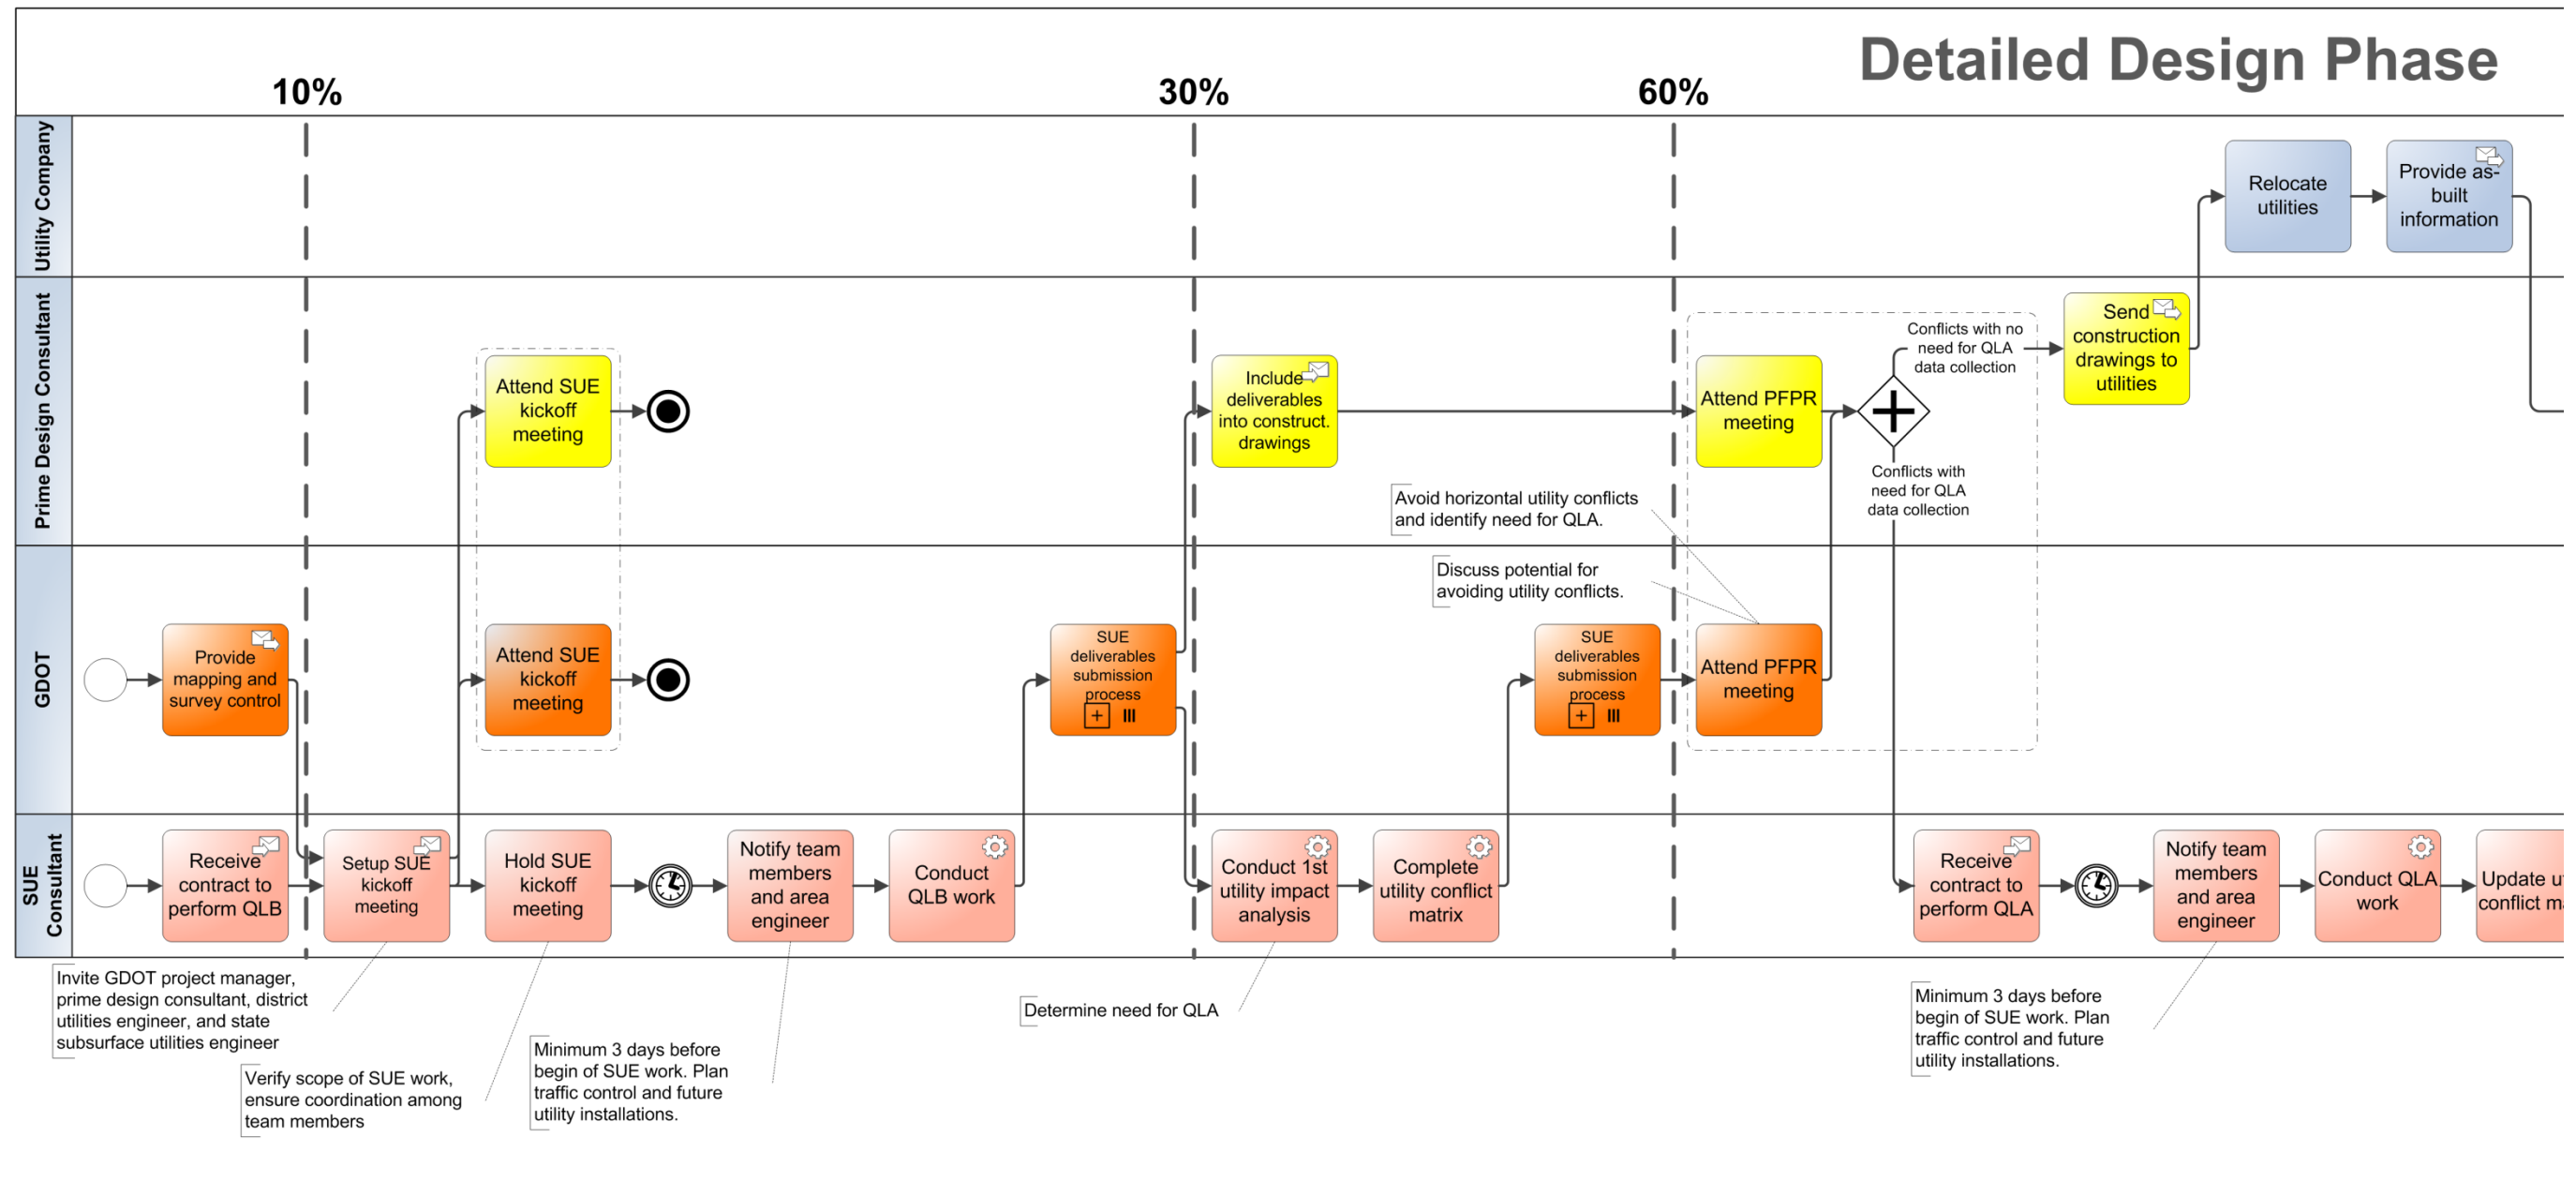 Detailed Design Phase
10%
30%
60%
Utility Company
Relocate
utilities
Provide as-
built
information
Prime Design Consultant
Attend SUE
kickoff
meeting
Include
deliverables
into construct.
drawings
Attend PFPR
meeting
Conflicts with no
need for QLA
data collection
Conflicts with
need for QLA
data collection
Send
construction
drawings to
utilities
Avoid horizontal utility conflicts
and identify need for QLA.
GDOT
Provide
mapping and
survey control
Attend SUE
kickoff
meeting
SUE
deliverables
submission
process
Discuss potential for
avoiding utility conflicts.
SUE
deliverables
submission
process
Attend PFPR
meeting
SUE
Consultant
Receive
contract to
perform QLB
Setup SUE
kickoff
meeting
Hold SUE
kickoff
meeting
Notify team
members
and area
engineer
Conduct
QLB work
Conduct 1st
utility impact
analysis
Complete
utility conflict
matrix
Receive
contract to
perform QLA
Notify team
members
and area
engineer
Conduct QLA
work
Update
conflict
Invite GDOT project manager,
prime design consultant, district
utilities engineer, and state
subsurface utilities engineer
Verify scope of SUE work,
ensure coordination among
team members
Minimum 3 days before
begin of SUE work. Plan
traffic control and future
utility installations.
Determine need for QLA
Minimum 3 days before
begin of SUE work. Plan
traffic control and future
utility installations.